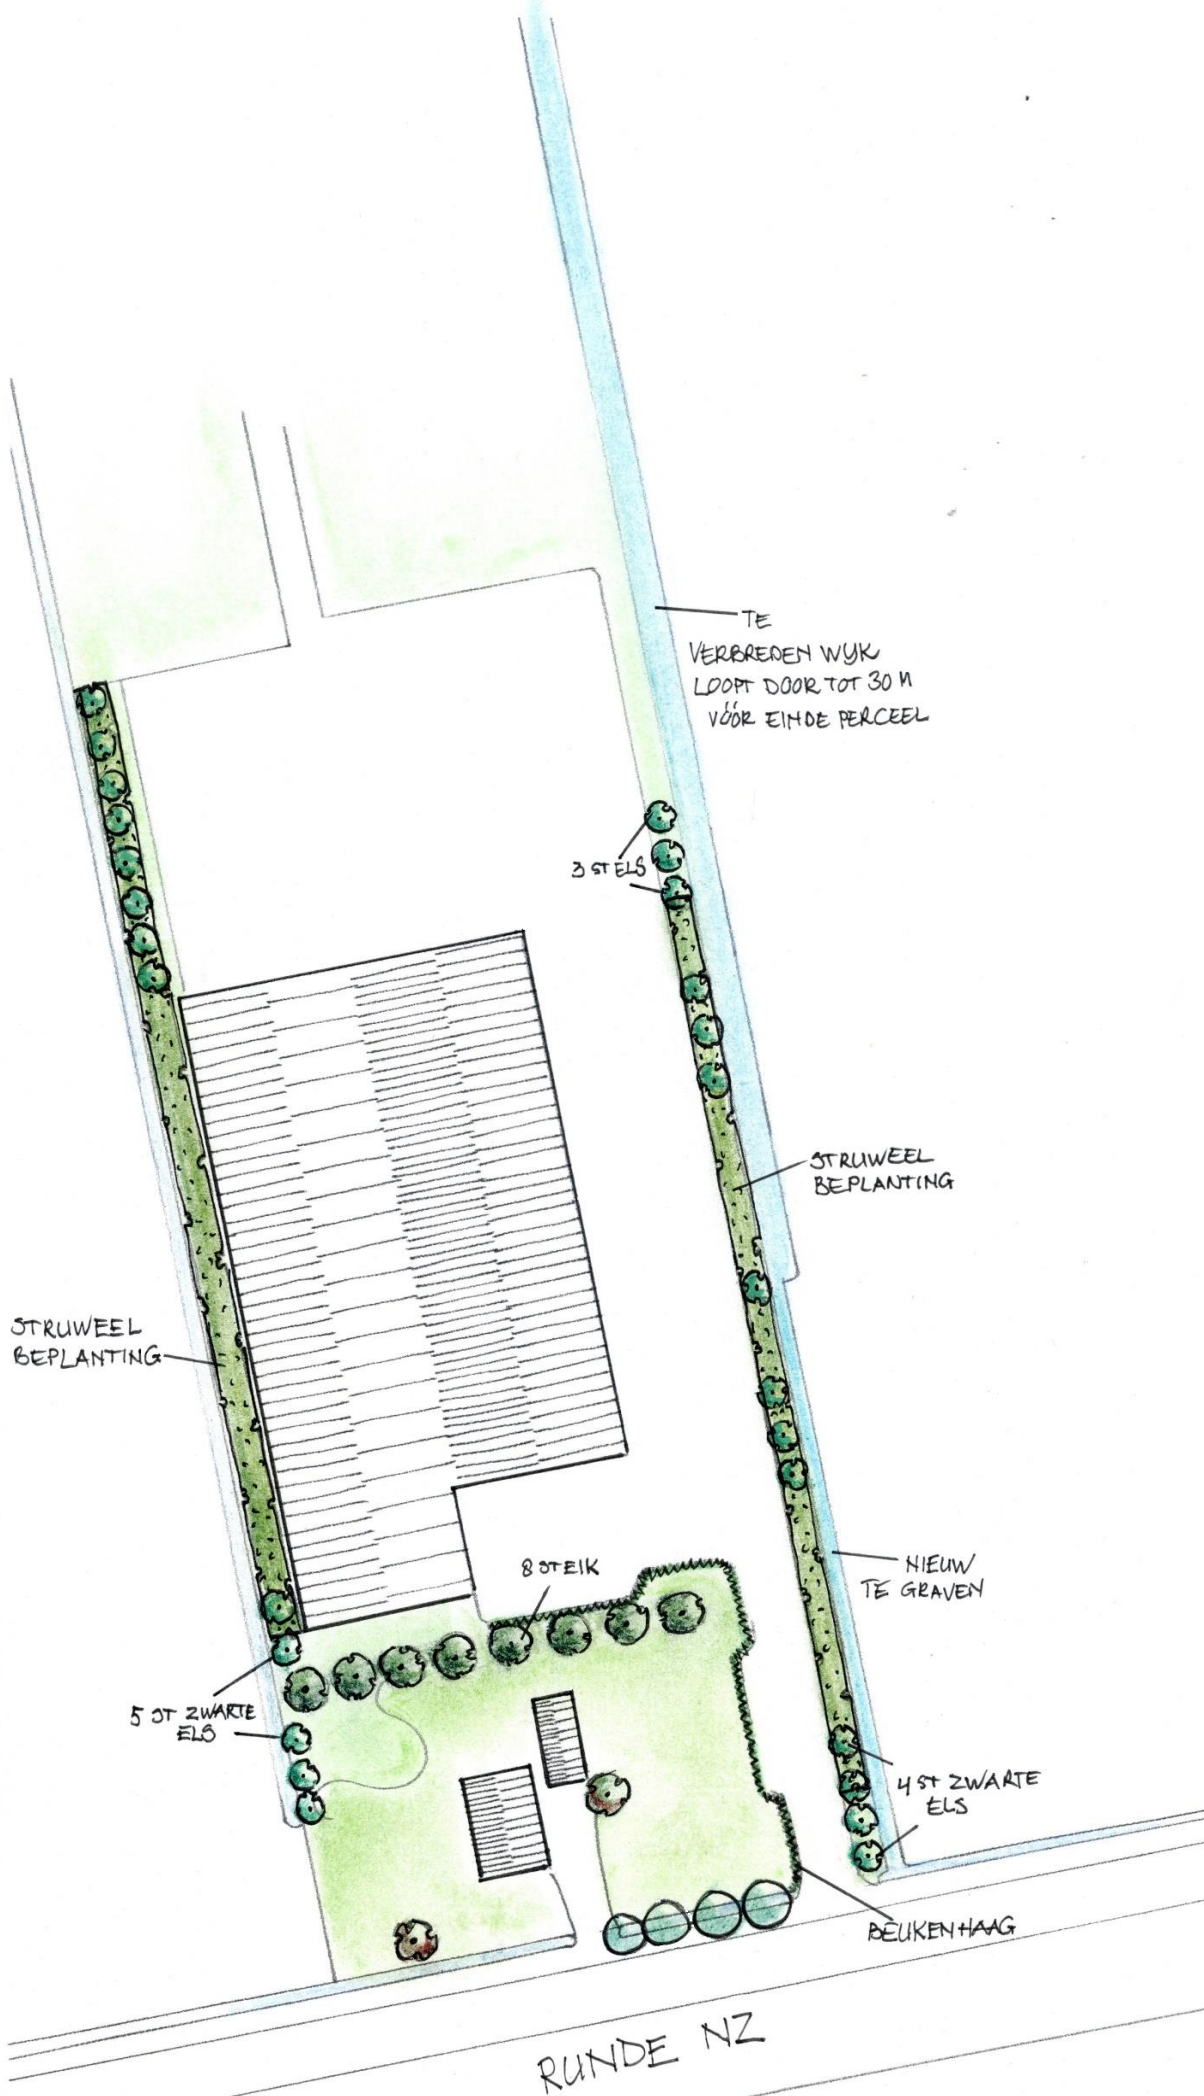 TE
VERBREDEN WYK
LOOPT DOOR TOT 30 M
VÓÓR EINDE PERCEEL
3 ST ELS
STRUWEEL
BEPLANTING
STRUWEEL
BEPLANTING
8 ST EIK
NIEUW
TE GRAVEN
5 ST ZWARTE
ELS
4 ST ZWARTE
ELS
BEUKENHAAG
RUNDE NZ